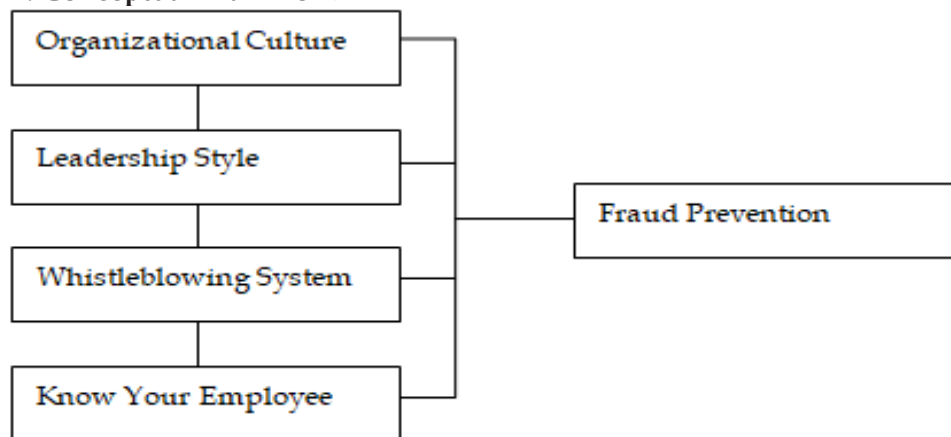 Organizational Culture
Leadership Style
Fraud Prevention
Whistleblowing System
Know Your Employee